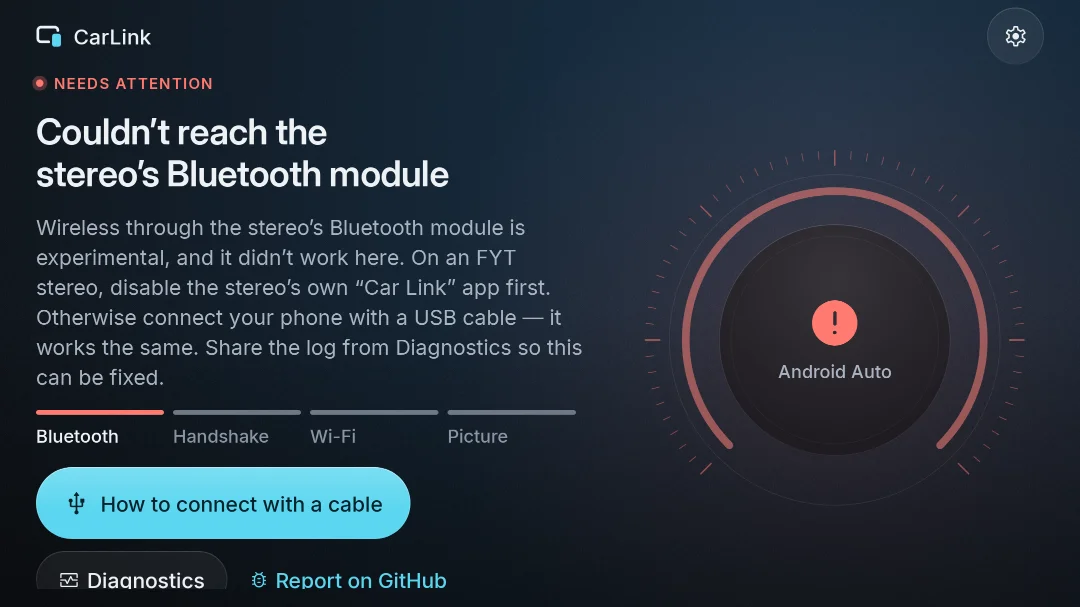 CarLink
NEEDS ATTENTION
Couldn’t reach the
stereo’s Bluetooth module
Wireless through the stereo’s Bluetooth module is
experimental, and it didn’t work here. On an FYT
stereo, disable the stereo’s own “Car Link” app first.
Otherwise connect your phone with a USB cable — it
works the same. Share the log from Diagnostics so this
can be fixed.
Bluetooth Handshake Wi-Fi Picture
How to connect with a cable
Diagnostics Report on GitHub
Android Auto